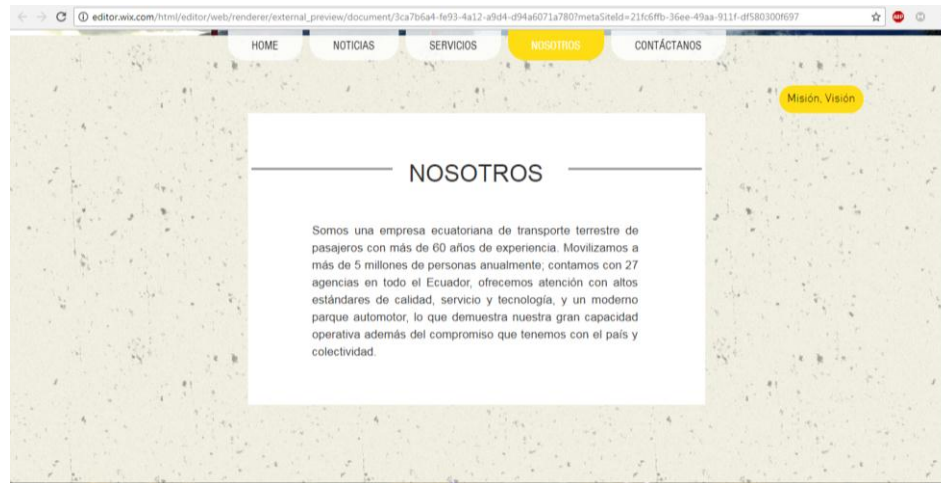 editor.wix.com/html/editor/web/renderer/external_preview/document/3ca7b6a4-fe93-4a12-a9d4-d94a6071a780?metaSiteId=21fc6ffb-36ee-49aa-911f-df580300f697
HOME NOTICIAS SERVICIOS NOSOTROS CONTÁCTANOS
Misión, Visión
NOSOTROS
Somos una empresa ecuatoriana de transporte terrestre de
pasajeros con más de 60 años de experiencia. Movilizamos a
más de 5 millones de personas anualmente; contamos con 27
agencias en todo el Ecuador, ofrecemos atención con altos
estándares de calidad, servicio y tecnología, y un moderno
parque automotor, lo que demuestra nuestra gran capacidad
operativa además del compromiso que tenemos con el país y
colectividad.